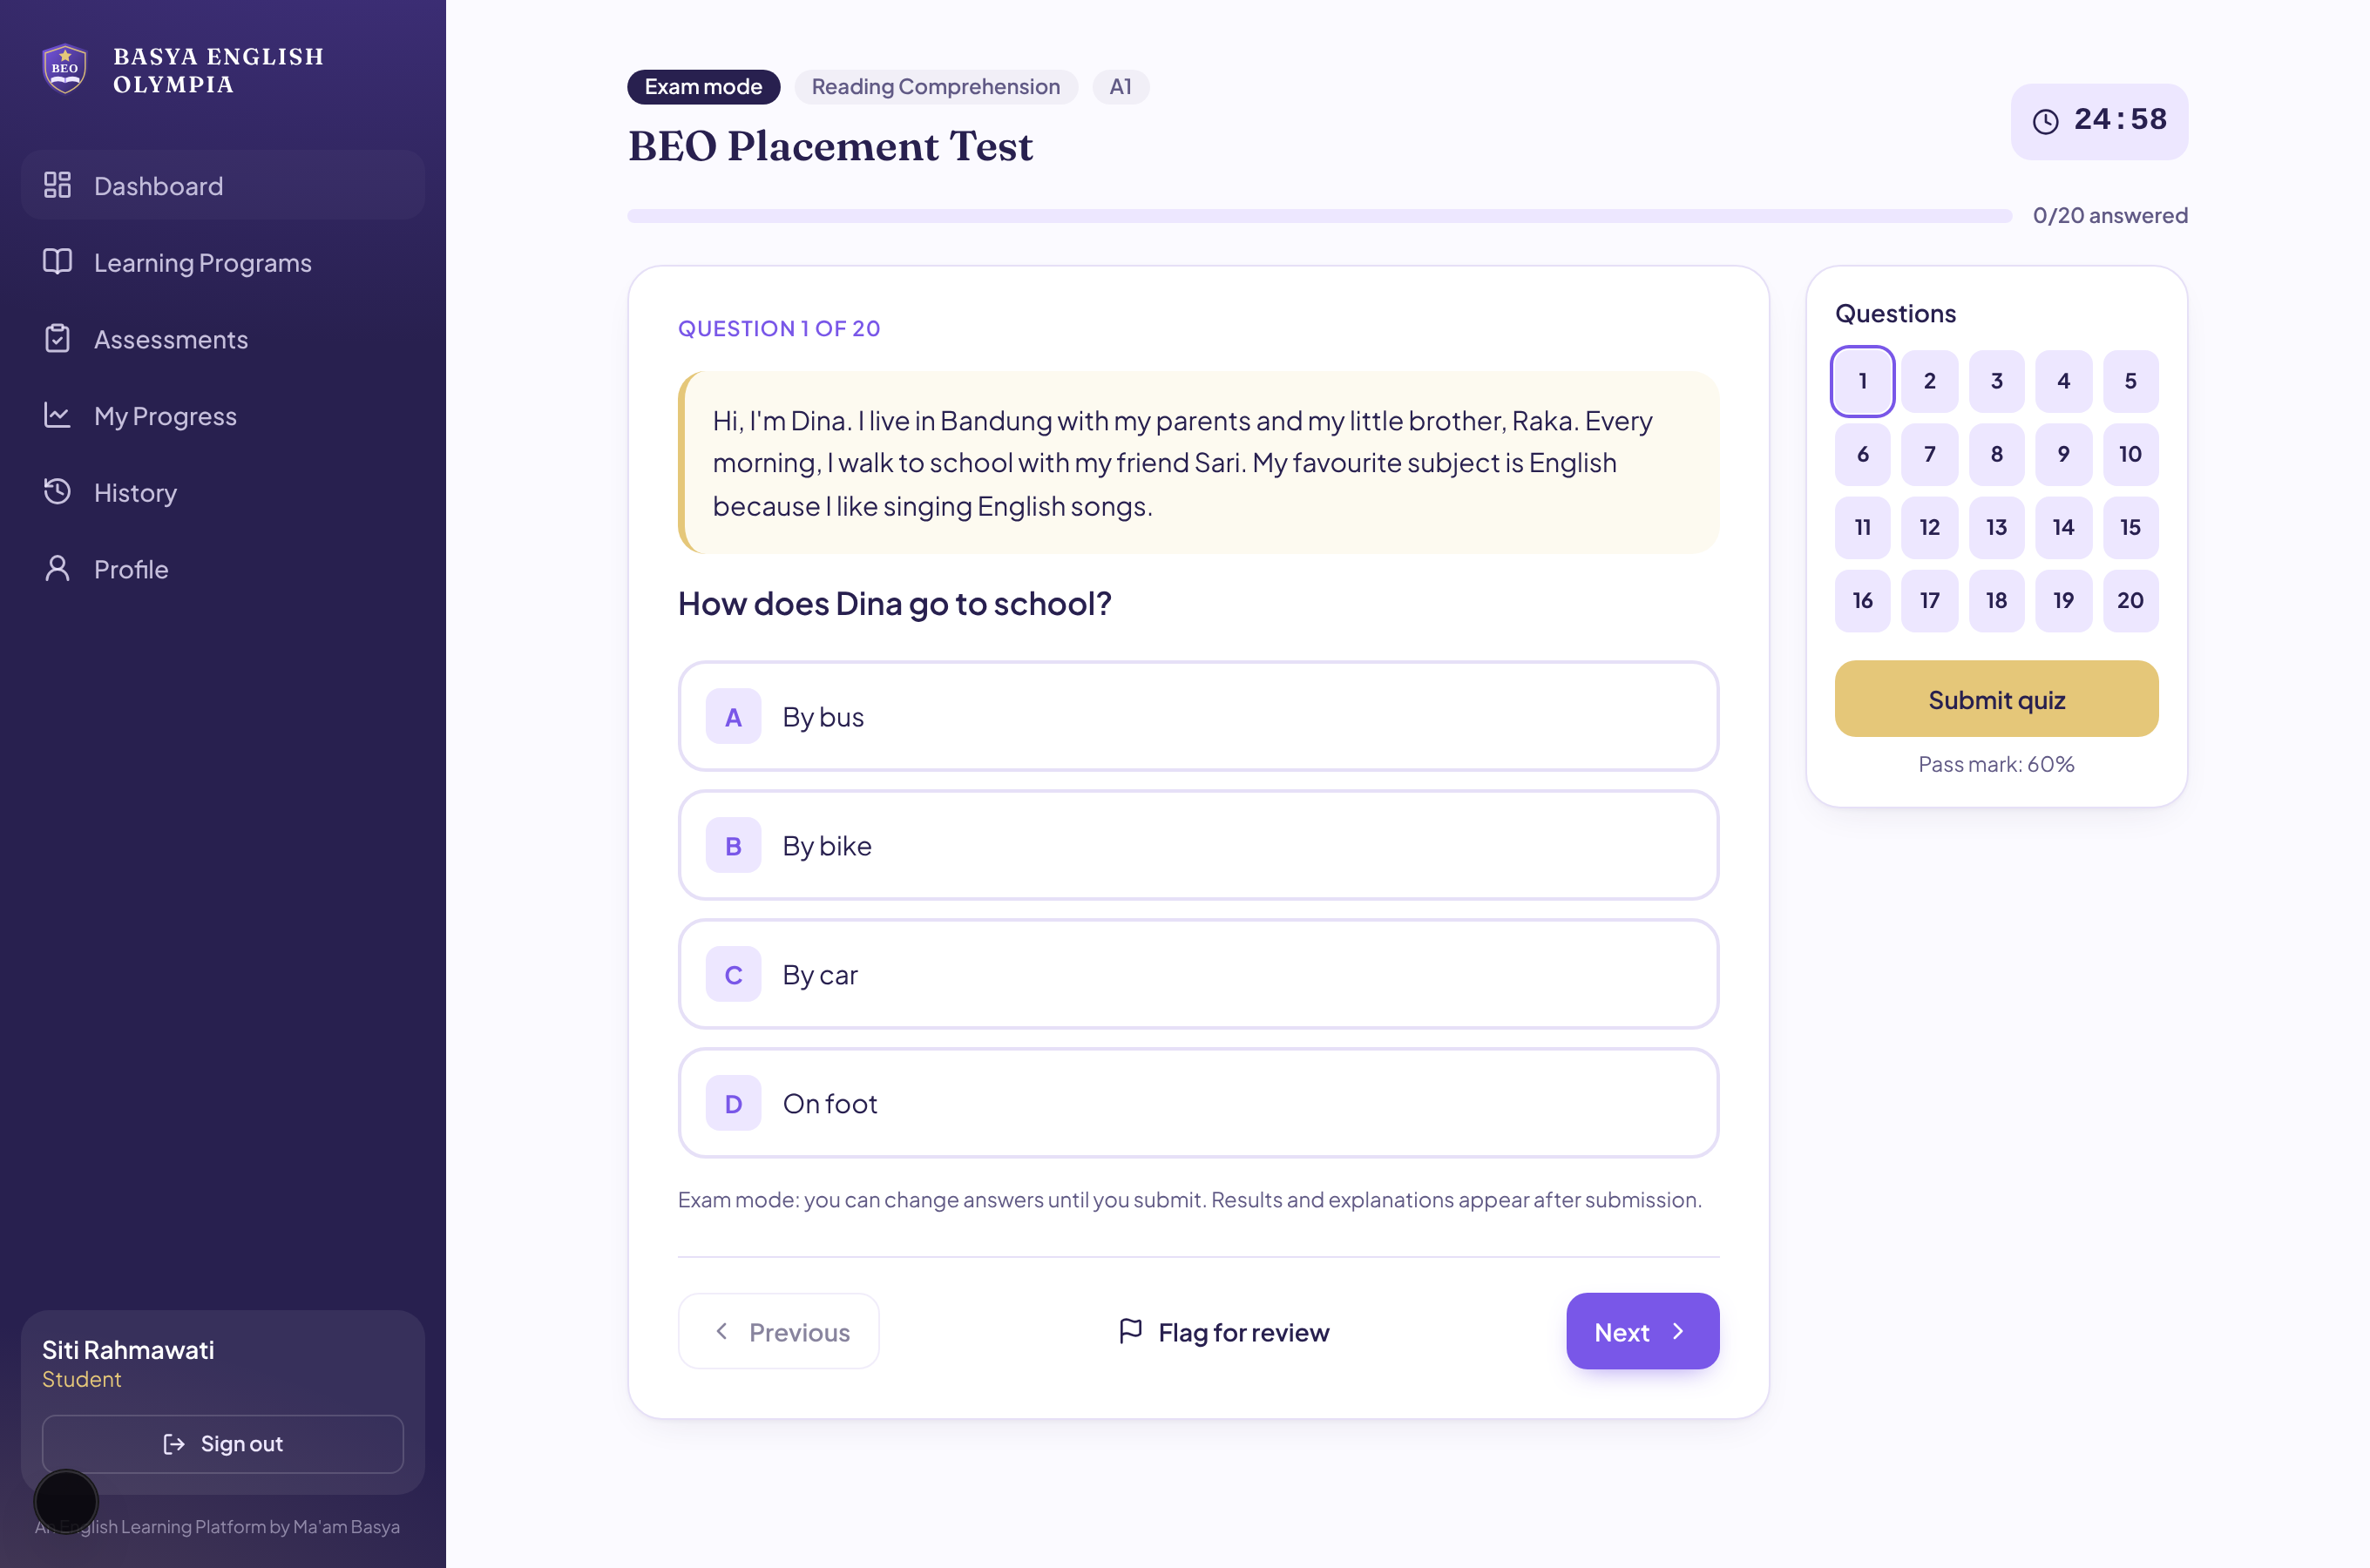 BEO
BASYA ENGLISH
OLYMPIA
Dashboard
Learning Programs
Assessments
My Progress
History
Profile
Siti Rahmawati
Student
Sign out
An English Learning Platform by Ma'am Basya
Exam mode
Reading Comprehension
A1
BEO Placement Test
24:58
0/20 answered
QUESTION 1 OF 20
Hi, I'm Dina. I live in Bandung with my parents and my little brother, Raka. Every
morning, I walk to school with my friend Sari. My favourite subject is English
because I like singing English songs.
How does Dina go to school?
A By bus
B By bike
C By car
D On foot
Exam mode: you can change answers until you submit. Results and explanations appear after submission.
Previous
Flag for review
Next
Questions
1 2 3 4 5
6 7 8 9 10
11 12 13 14 15
16 17 18 19 20
Submit quiz
Pass mark: 60%